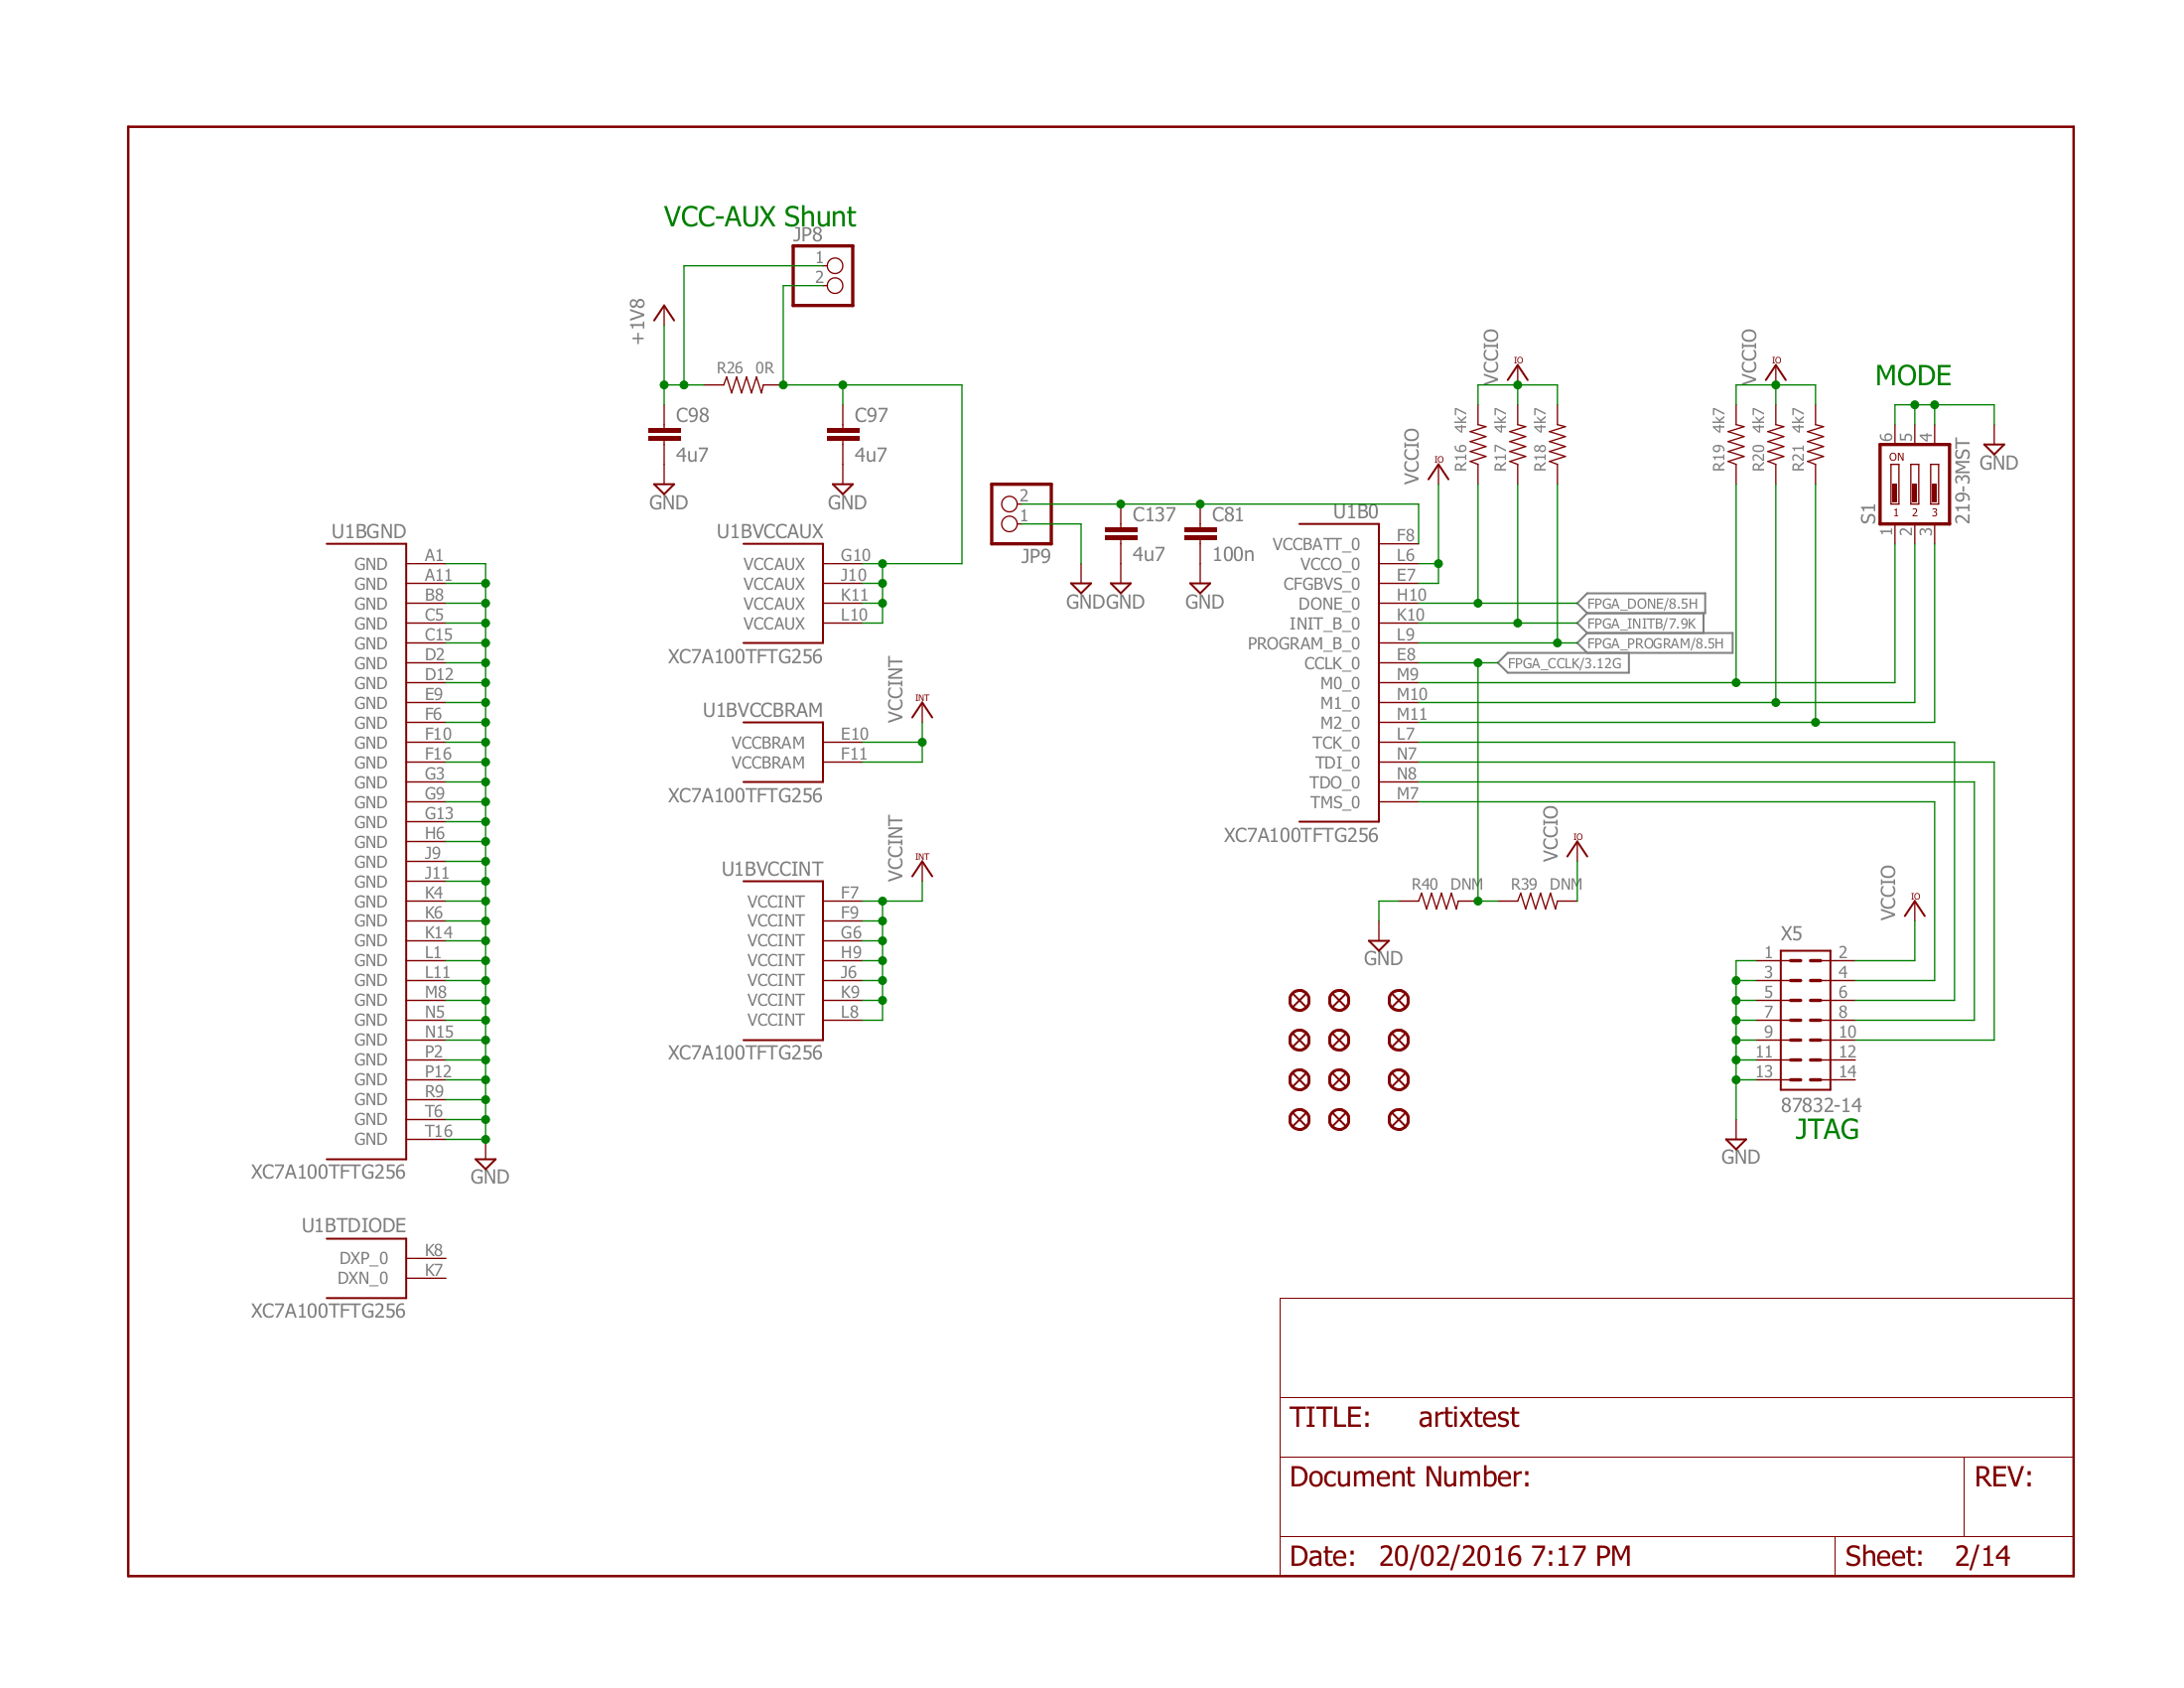 VCC-AUX Shunt
JP8
1
2
+1V8
R26 0R
C98
4u7
GND
C97
4u7
GND
U1BGND
GND A1
GND A11
GND B8
GND C5
GND C15
GND D2
GND D12
GND E9
GND F6
GND F10
GND F16
GND G3
GND G9
GND G13
GND H6
GND J9
GND J11
GND K4
GND K6
GND K14
GND L1
GND L11
GND M8
GND N5
GND N15
GND P2
GND P12
GND R9
GND T6
GND T16
XC7A100TFTG256
GND
U1BTDIODE
DXP_0 K8
DXN_0 K7
XC7A100TFTG256
U1BVCCAUX
VCCAUX G10
VCCAUX J10
VCCAUX K11
VCCAUX L10
XC7A100TFTG256
VCCINT
INT
U1BVCCBRAM
VCCBRAM E10
VCCBRAM F11
XC7A100TFTG256
VCCINT
INT
U1BVCCINT
VCCINT F7
VCCINT F9
VCCINT G6
VCCINT H9
VCCINT J6
VCCINT K9
VCCINT L8
XC7A100TFTG256
2
1
JP9
GND
C137
4u7
GND
C81
100n
GND
U1B0
VCCBATT_0 F8
VCCO_0 L6
CFGBVS_0 E7
DONE_0 H10
INIT_B_0 K10
PROGRAM_B_0 L9
CCLK_0 E8
M0_0 M9
M1_0 M10
M2_0 M11
TCK_0 L7
TDI_0 N7
TDO_0 N8
TMS_0 M7
XC7A100TFTG256
VCCIO
IO
VCCIO
IO
R16 4k7
R17 4k7
R18 4k7
FPGA_DONE/8.5H
FPGA_INITB/7.9K
FPGA_PROGRAM/8.5H
FPGA_CCLK/3.12G
VCCIO
IO
R19 4k7
R20 4k7
R21 4k7
MODE
6 5 4
ON
1 2 3
1 2 3
S1
219-3MST
GND
VCCIO
IO
R40 DNM
R39 DNM
GND
VCCIO
IO
X5
1 2
3 4
5 6
7 8
9 10
11 12
13 14
87832-14
JTAG
GND
TITLE: artixtest
Document Number:
REV:
Date: 20/02/2016 7:17 PM
Sheet: 2/14